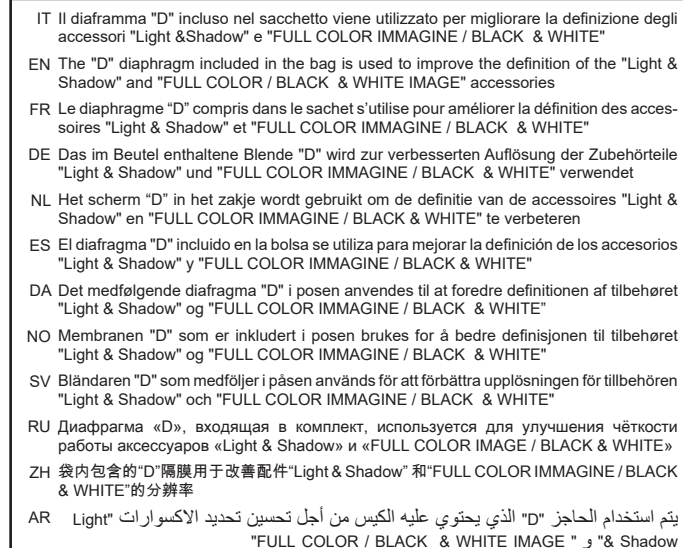 IT Il diaframma "D" incluso nel sacchetto viene utilizzato per migliorare la definizione degli
accessori "Light &Shadow" e "FULL COLOR IMMAGINE / BLACK & WHITE"
EN The "D" diaphragm included in the bag is used to improve the definition of the "Light &
Shadow" and "FULL COLOR / BLACK & WHITE IMAGE" accessories
FR Le diaphragme “D” compris dans le sachet s’utilise pour améliorer la définition des acces-
soires "Light & Shadow" et "FULL COLOR IMMAGINE / BLACK & WHITE"
DE Das im Beutel enthaltene Blende "D" wird zur verbesserten Auflösung der Zubehörteile
"Light & Shadow" und "FULL COLOR IMMAGINE / BLACK & WHITE" verwendet
NL Het scherm “D” in het zakje wordt gebruikt om de definitie van de accessoires "Light &
Shadow" en "FULL COLOR IMMAGINE / BLACK & WHITE" te verbeteren
ES El diafragma "D" incluido en la bolsa se utiliza para mejorar la definición de los accesorios
"Light & Shadow" y "FULL COLOR IMMAGINE / BLACK & WHITE"
DA Det medfølgende diafragma "D" i posen anvendes til at foredre definitionen af tilbehøret
"Light & Shadow" og "FULL COLOR IMMAGINE / BLACK & WHITE”
NO Membranen "D" som er inkludert i posen brukes for å bedre definisjonen til tilbehøret
"Light & Shadow" og "FULL COLOR IMMAGINE / BLACK & WHITE"
SV Bländaren "D" som medföljer i påsen används för att förbättra upplösningen för tillbehören
"Light & Shadow" och "FULL COLOR IMMAGINE / BLACK & WHITE"
RU Диафрагма «D», входящая в комплект, используется для улучшения чёткости
работы аксессуаров «Light & Shadow» и «FULL COLOR IMAGE / BLACK & WHITE»
ZH 袋内包含的“D”隔膜用于改善配件“Light & Shadow” 和“FULL COLOR IMMAGINE / BLACK
& WHITE”的分辨率
AR يتم استخدام الحاجز "D" الذي يحتوي عليه الكيس من أجل تحسين تحديد الاكسوارات "Light
& Shadow" و "FULL COLOR / BLACK & WHITE IMAGE"